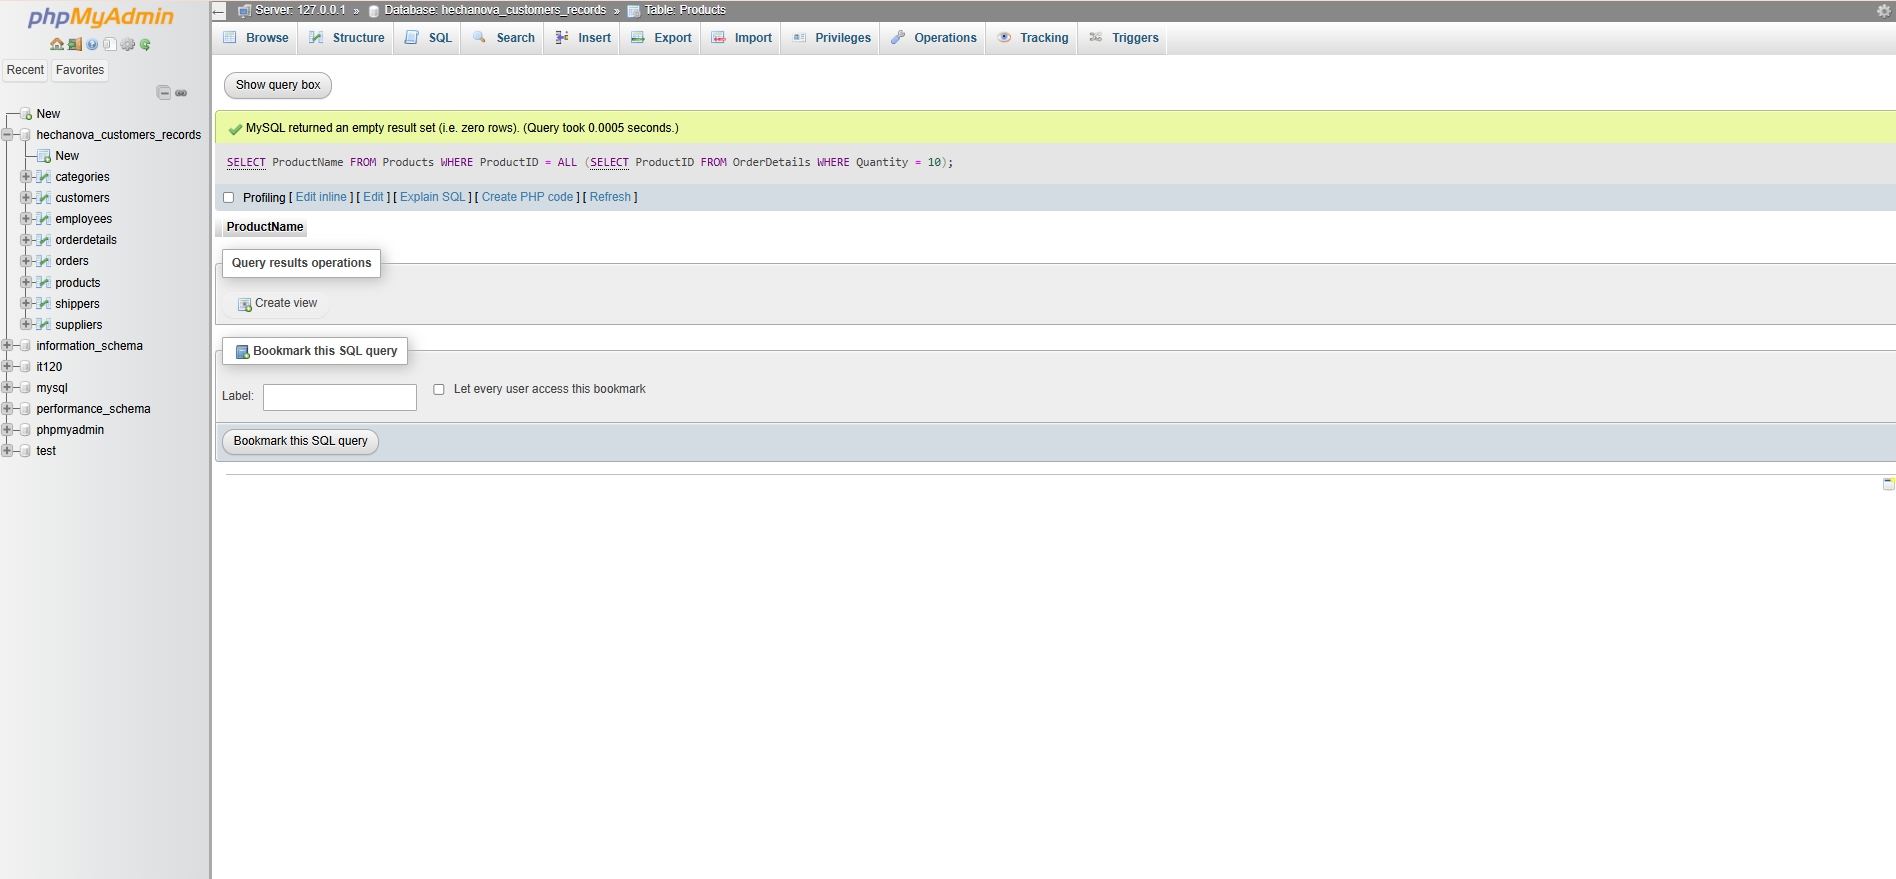 phpMyAdmin
Recent Favorites
New
hechanova_customers_records
New
categories
customers
employees
orderdetails
orders
products
shippers
suppliers
information_schema
it120
mysql
performance_schema
phpmyadmin
test
Server: 127.0.0.1 » Database: hechanova_customers_records » Table: Products
Browse Structure SQL Search Insert Export Import Privileges Operations Tracking Triggers
Show query box
MySQL returned an empty result set (i.e. zero rows). (Query took 0.0005 seconds.)
SELECT ProductName FROM Products WHERE ProductID = ALL (SELECT ProductID FROM OrderDetails WHERE Quantity = 10);
Profiling [ Edit inline ] [ Edit ] [ Explain SQL ] [ Create PHP code ] [ Refresh ]
ProductName
Query results operations
Create view
Bookmark this SQL query
Label: Let every user access this bookmark
Bookmark this SQL query